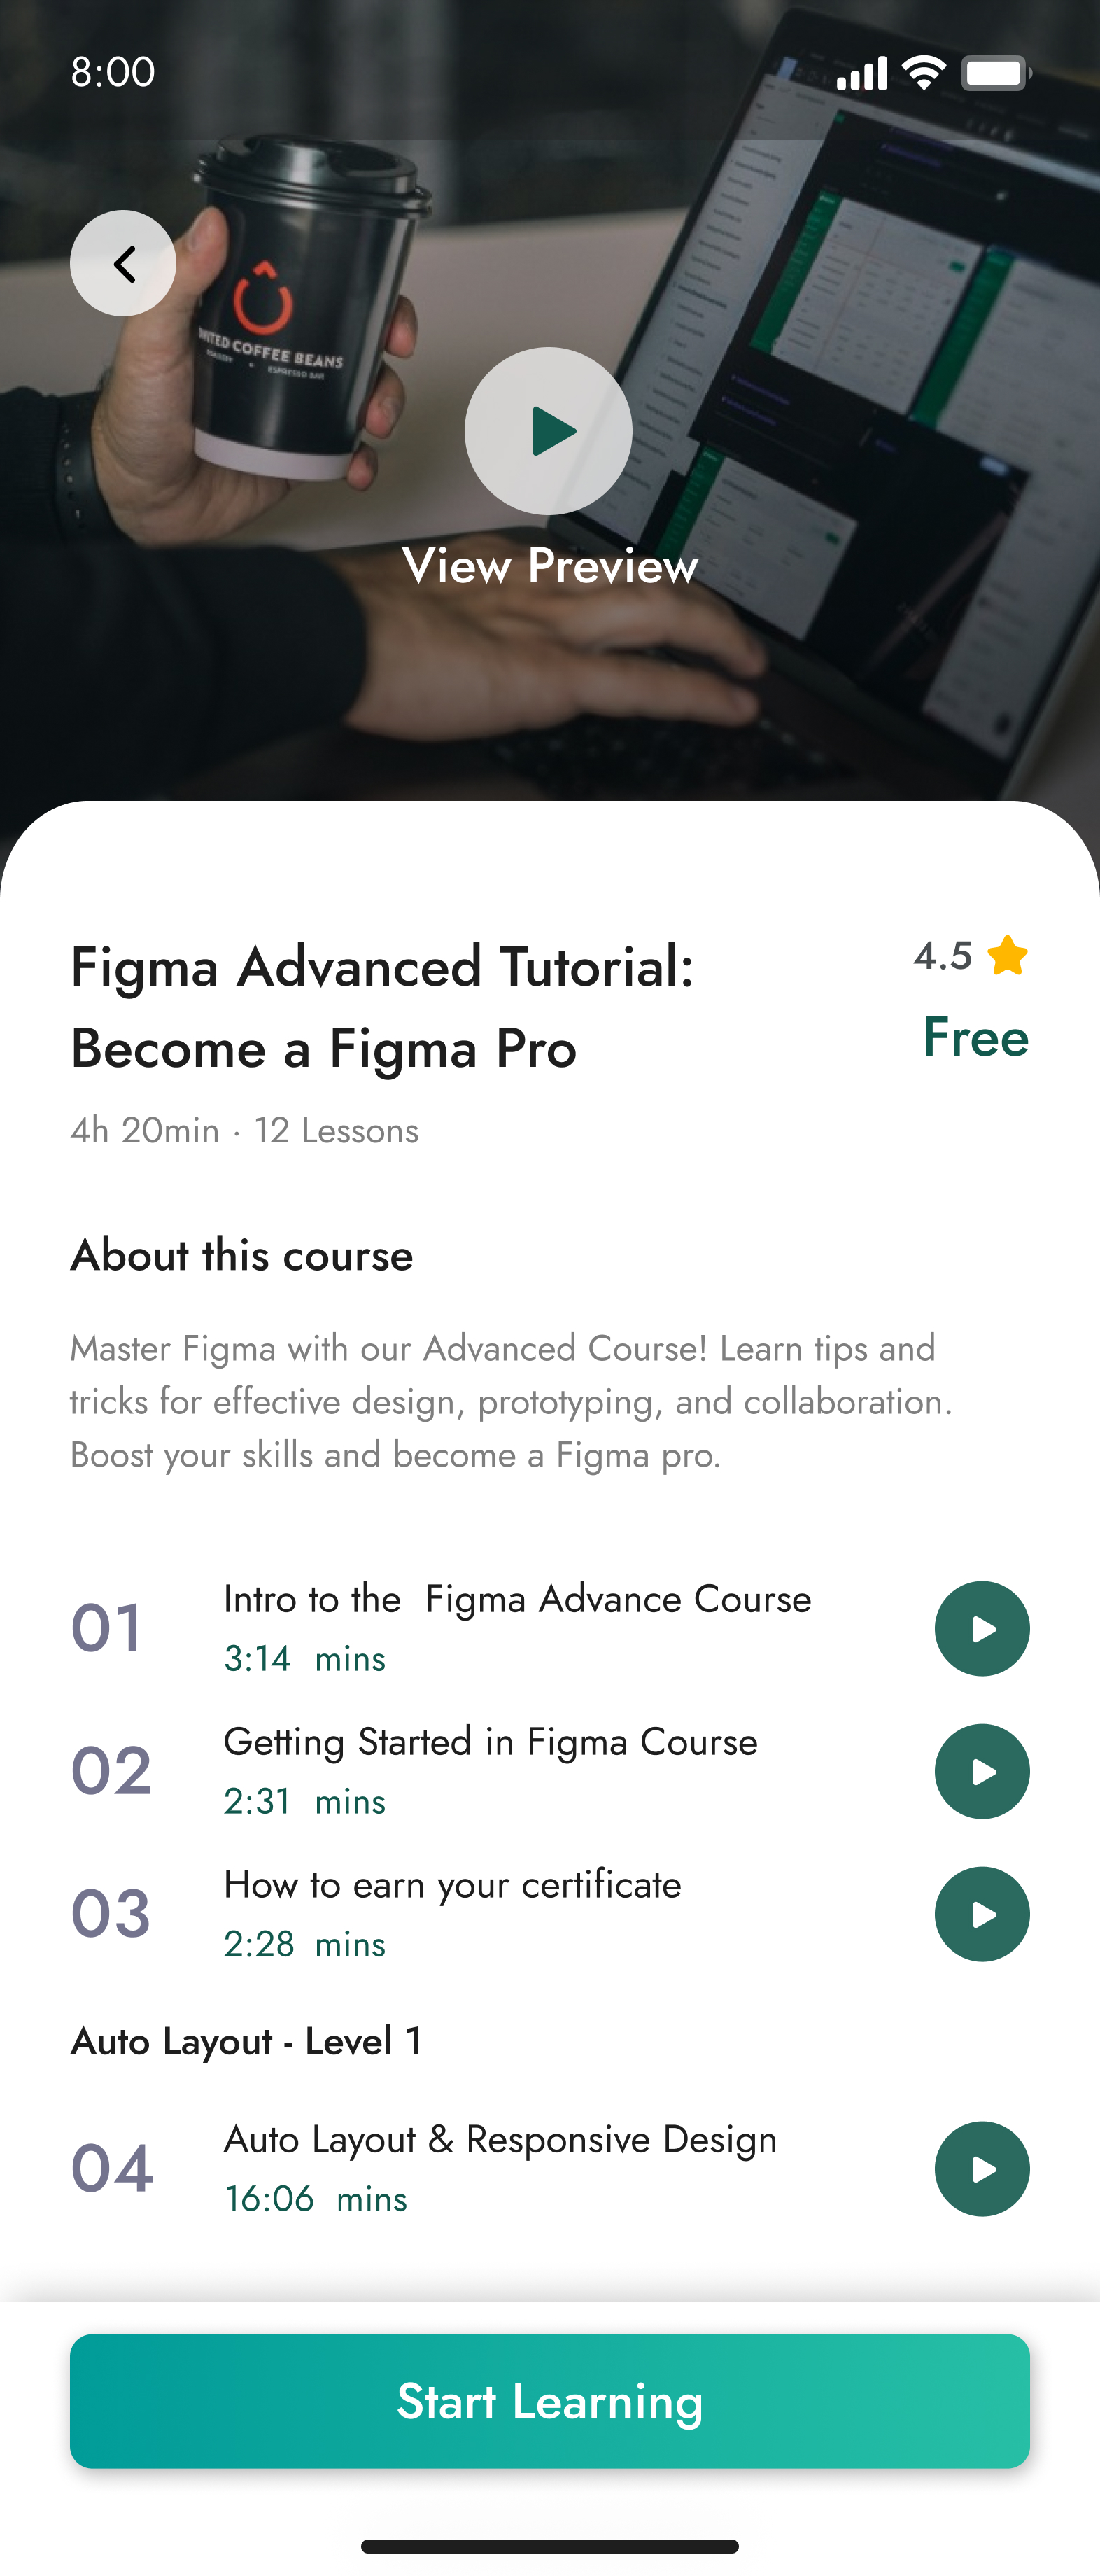 8:00
COFFEE BEANS
ESPRESSO BAR
View Preview
Figma Advanced Tutorial:
Become a Figma Pro
4.5
Free
4h 20min · 12 Lessons
About this course
Master Figma with our Advanced Course! Learn tips and
tricks for effective design, prototyping, and collaboration.
Boost your skills and become a Figma pro.
01
Intro to the  Figma Advance Course
3:14  mins
02
Getting Started in Figma Course
2:31  mins
03
How to earn your certificate
2:28  mins
Auto Layout - Level 1
04
Auto Layout & Responsive Design
16:06  mins
Start Learning